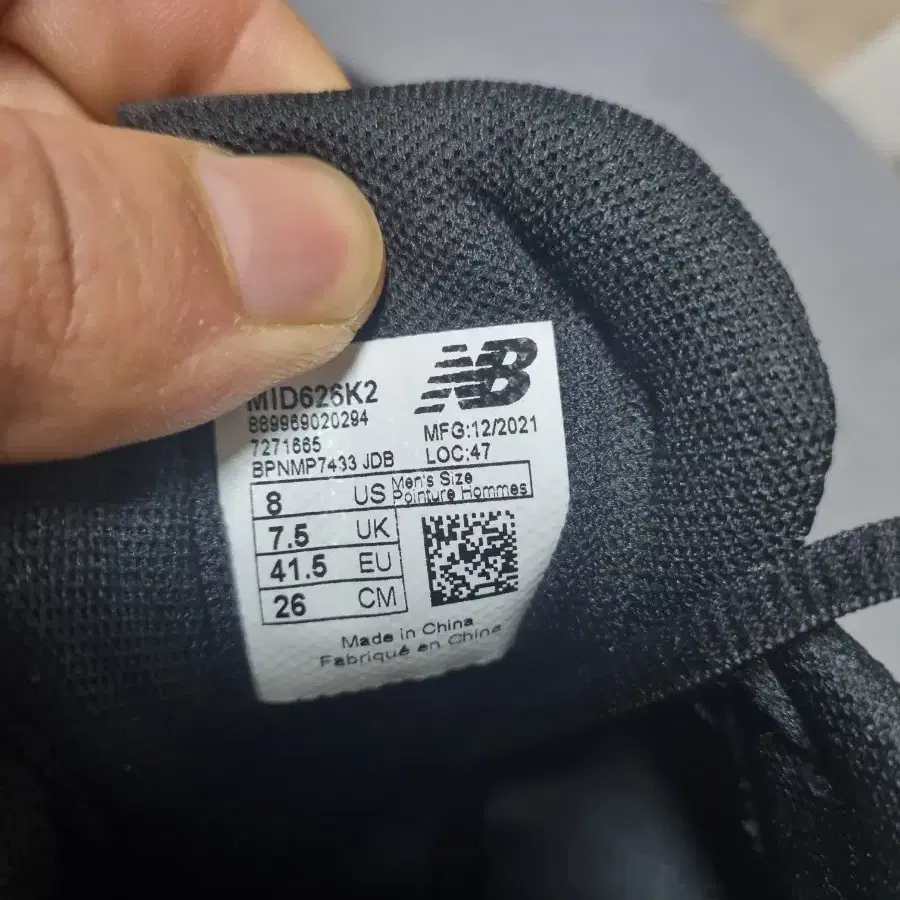 NB
MID626K2
889969020294
7271665
MFG:12/2021
BPNMP7433 JDB
LOC:47
8 US Men's Size
Pointure Hommes
7.5 UK
41.5 EU
26 CM
Made in China
Fabriqué en Chine